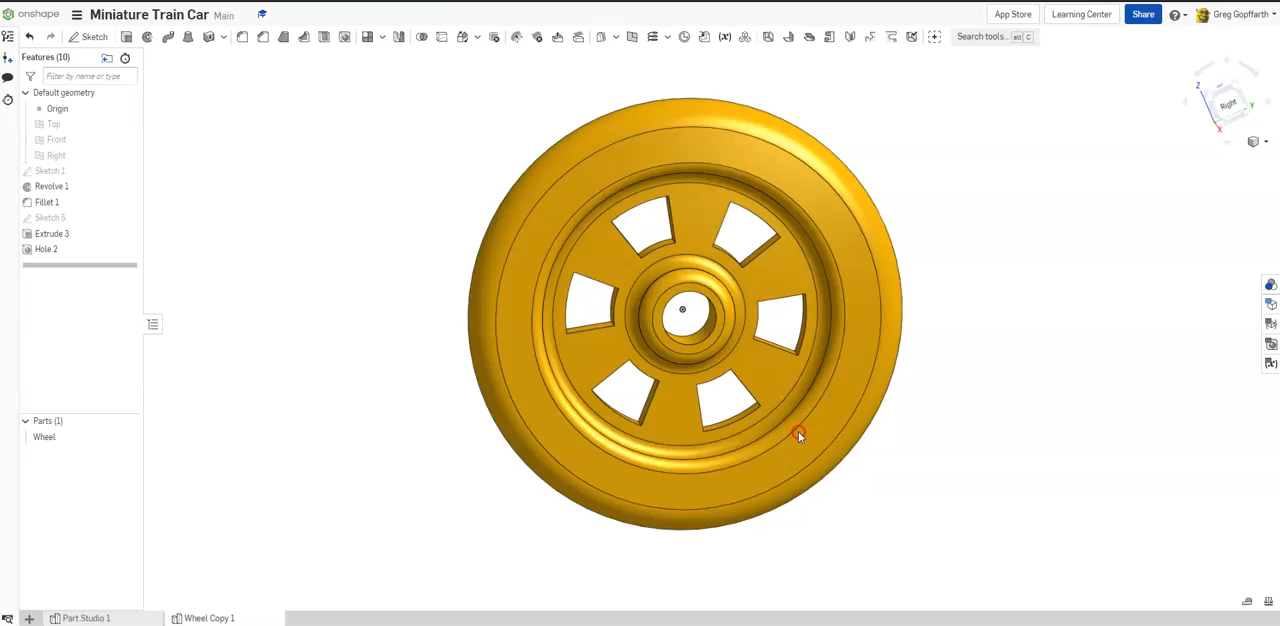 onshape Miniature Train Car Main App Store Learning Center Share Greg Gopffarth
Sketch Search tools... alt C
Features (10)
Filter by name or type
Default geometry
Origin
Top
Front
Right
Sketch 1
Revolve 1
Fillet 1
Sketch 5
Extrude 3
Hole 2
Parts (1)
Wheel
Z
Right
Y
X
Part Studio 1 Wheel Copy 1